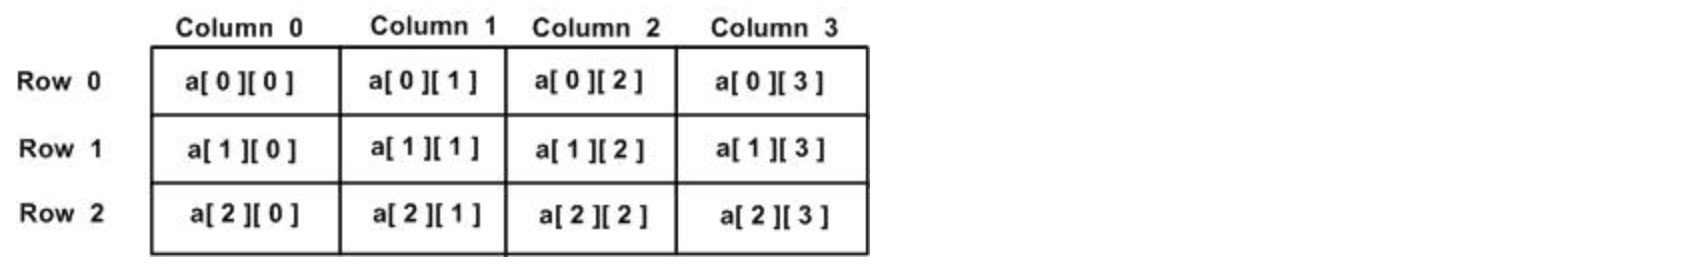 Column 0 Column 1 Column 2 Column 3
Row 0 a[ 0 ][ 0 ] a[ 0 ][ 1 ] a[ 0 ][ 2 ] a[ 0 ][ 3 ]
Row 1 a[ 1 ][ 0 ] a[ 1 ][ 1 ] a[ 1 ][ 2 ] a[ 1 ][ 3 ]
Row 2 a[ 2 ][ 0 ] a[ 2 ][ 1 ] a[ 2 ][ 2 ] a[ 2 ][ 3 ]